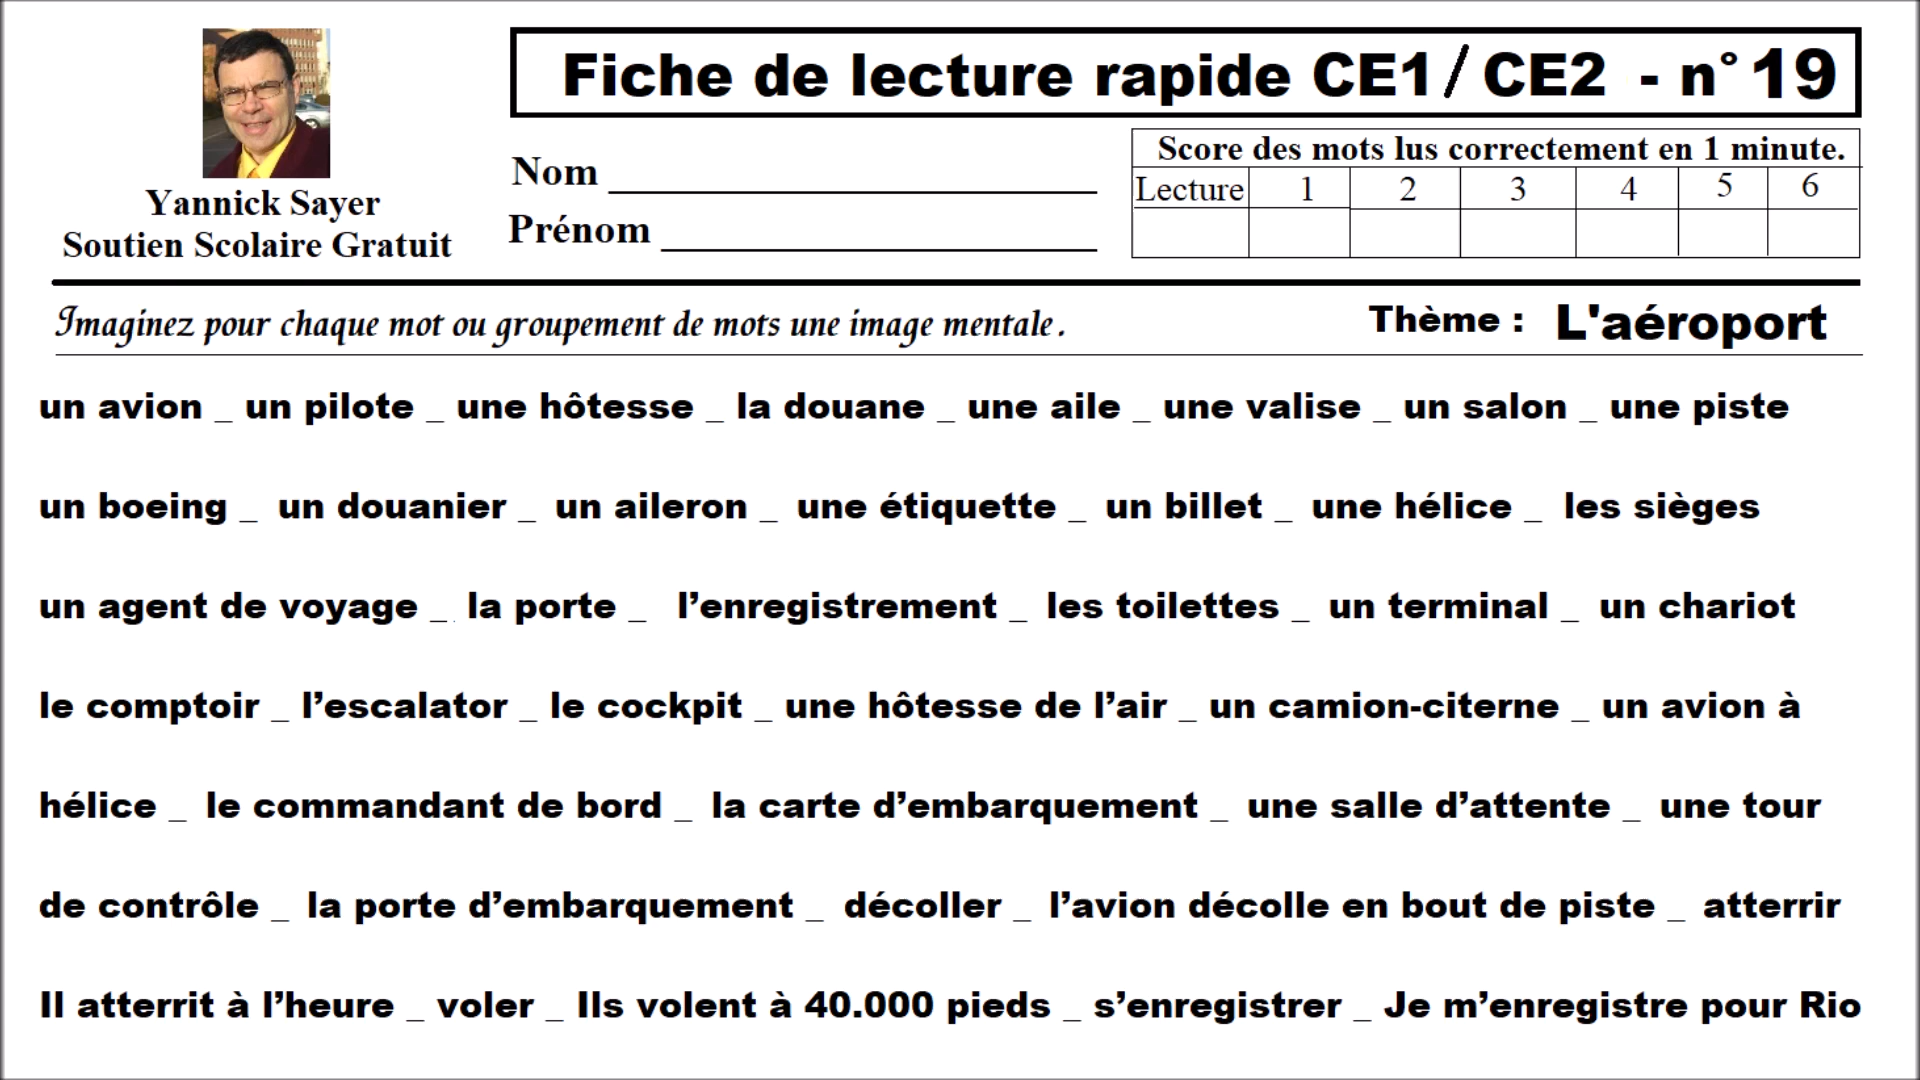 Fiche de lecture rapide CE1/CE2 - n°19
Yannick Sayer
Soutien Scolaire Gratuit
Nom
Prénom
Score des mots lus correctement en 1 minute.
Lecture 1 2 3 4 5 6
Imaginez pour chaque mot ou groupement de mots une image mentale.
Thème : L'aéroport
un avion _ un pilote _ une hôtesse _ la douane _ une aile _ une valise _ un salon _ une piste
un boeing _ un douanier _ un aileron _ une étiquette _ un billet _ une hélice _ les sièges
un agent de voyage _ la porte _ l’enregistrement _ les toilettes _ un terminal _ un chariot
le comptoir _ l’escalator _ le cockpit _ une hôtesse de l’air _ un camion-citerne _ un avion à
hélice _ le commandant de bord _ la carte d’embarquement _ une salle d’attente _ une tour
de contrôle _ la porte d’embarquement _ décoller _ l’avion décolle en bout de piste _ atterrir
Il atterrit à l’heure _ voler _ Ils volent à 40.000 pieds _ s’enregistrer _ Je m’enregistre pour Rio